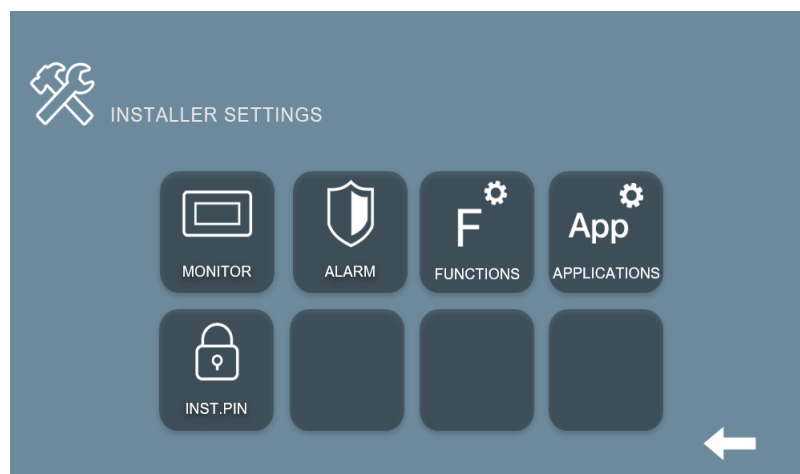 INSTALLER SETTINGS
F
App
MONITOR
ALARM
FUNCTIONS
APPLICATIONS
INST.PIN